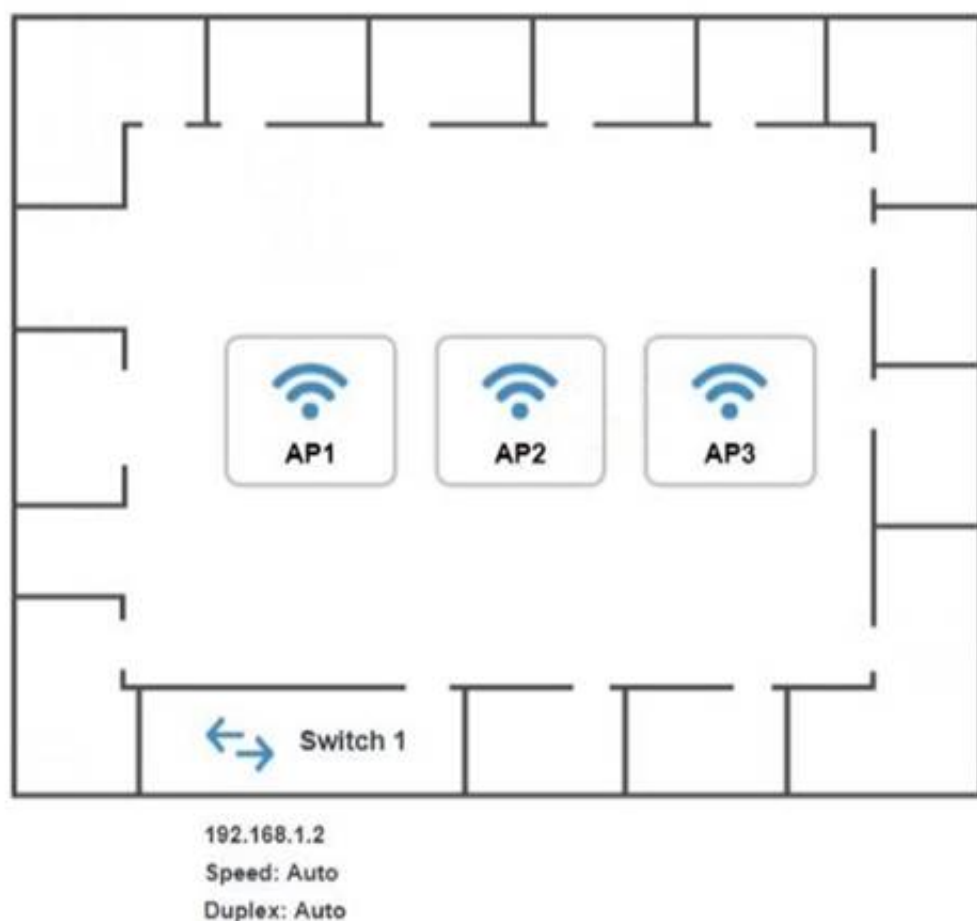 AP1
AP2
AP3
Switch 1
192.168.1.2
Speed: Auto
Duplex: Auto